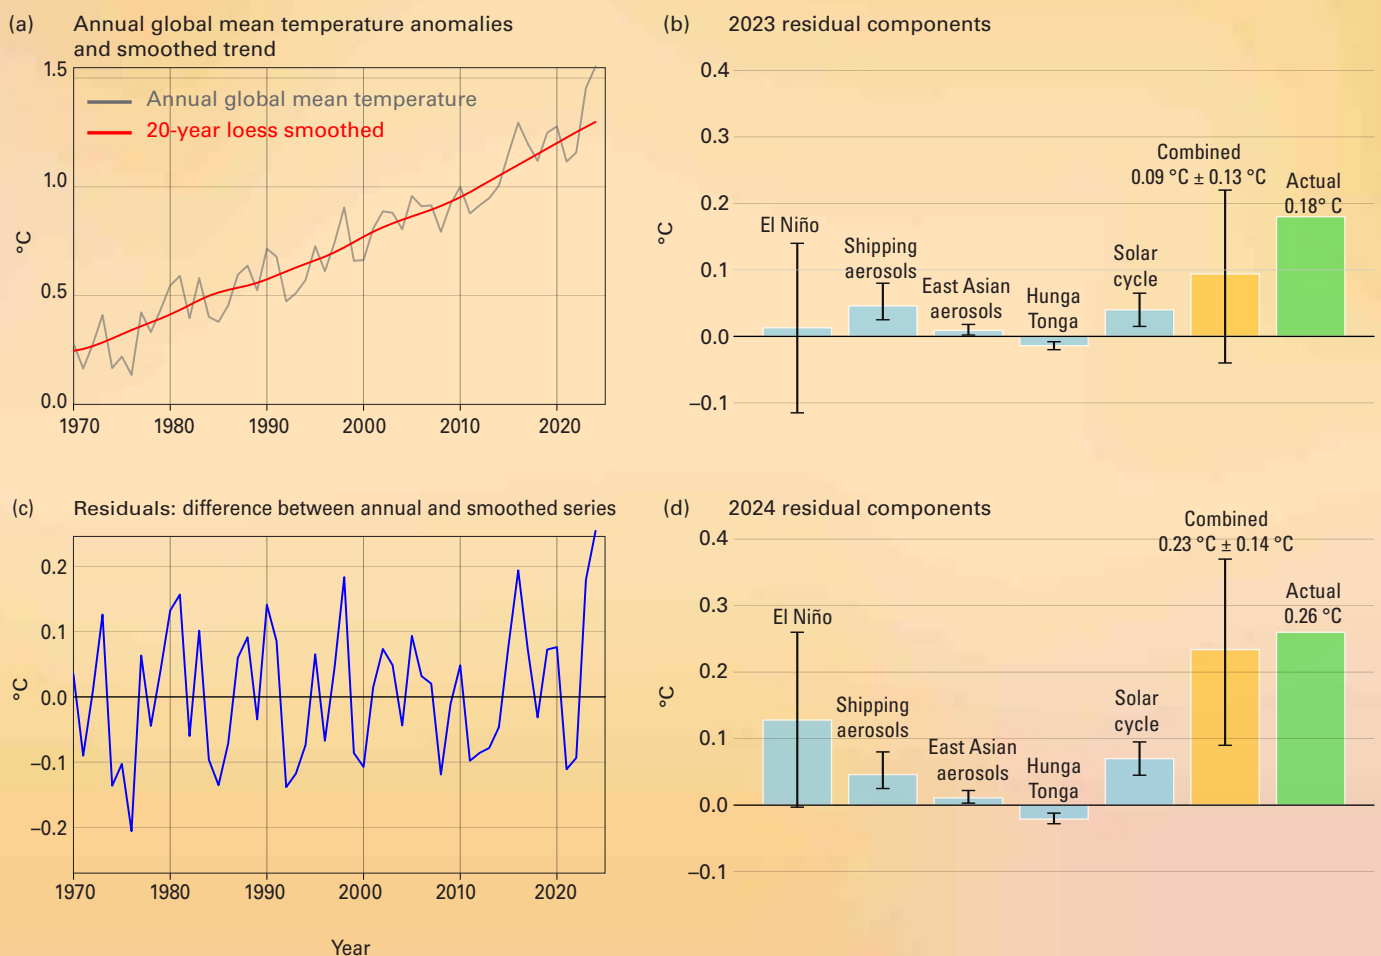 (a) Annual global mean temperature anomalies
and smoothed trend
1.5
1.0
0.5
0.0
°C
Annual global mean temperature
20-year loess smoothed
1970 1980 1990 2000 2010 2020
(b) 2023 residual components
0.4
0.3
0.2
0.1
0.0
–0.1
°C
El Niño
Shipping
aerosols
East Asian
aerosols
Hunga
Tonga
Solar
cycle
Combined
0.09 °C ± 0.13 °C
Actual
0.18° C
(c) Residuals: difference between annual and smoothed series
0.2
0.1
0.0
–0.1
–0.2
°C
1970 1980 1990 2000 2010 2020
Year
(d) 2024 residual components
0.4
0.3
0.2
0.1
0.0
–0.1
°C
El Niño
Shipping
aerosols
East Asian
aerosols
Hunga
Tonga
Solar
cycle
Combined
0.23 °C ± 0.14 °C
Actual
0.26 °C